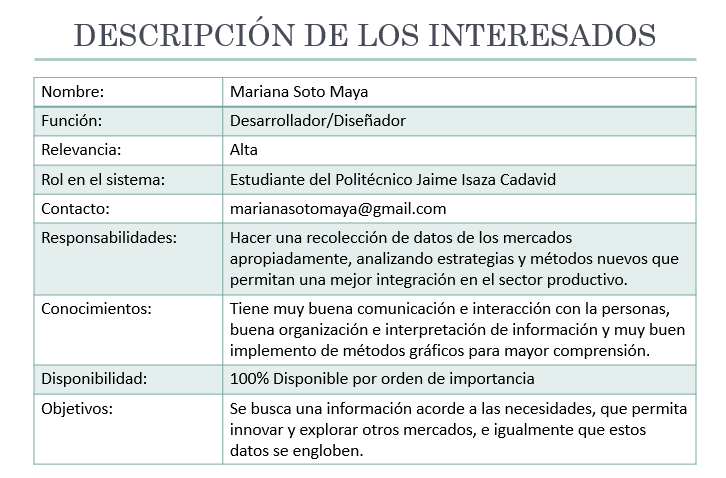 DESCRIPCIÓN DE LOS INTERESADOS
Nombre: Mariana Soto Maya
Función: Desarrollador/Diseñador
Relevancia: Alta
Rol en el sistema: Estudiante del Politécnico Jaime Isaza Cadavid
Contacto: marianasotomaya@gmail.com
Responsabilidades: Hacer una recolección de datos de los mercados
apropiadamente, analizando estrategias y métodos nuevos que
permitan una mejor integración en el sector productivo.
Conocimientos: Tiene muy buena comunicación e interacción con la personas,
buena organización e interpretación de información y muy buen
implemento de métodos gráficos para mayor comprensión.
Disponibilidad: 100% Disponible por orden de importancia
Objetivos: Se busca una información acorde a las necesidades, que permita
innovar y explorar otros mercados, e igualmente que estos
datos se engloben.